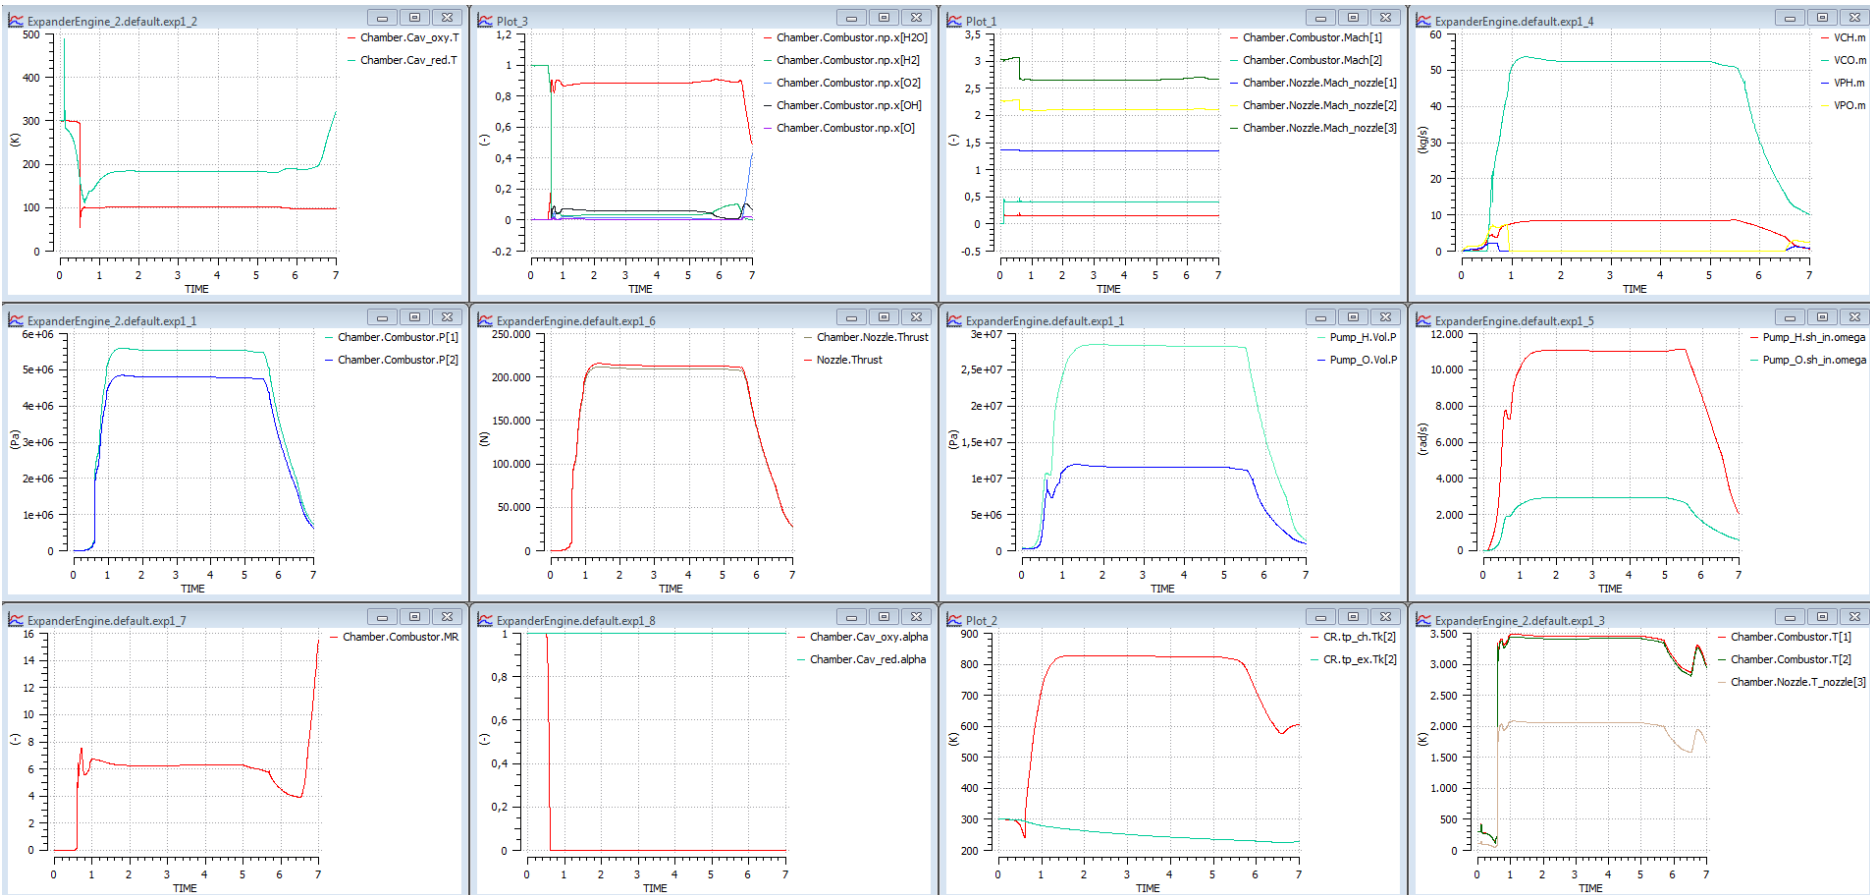 ExpanderEngine_2.default.exp1_2
Chamber.Cav_oxy.T
Chamber.Cav_red.T
500
400
300
200
100
0
(K)
0 1 2 3 4 5 6 7
TIME
Plot_3
Chamber.Combustor.np.x[H2O]
Chamber.Combustor.np.x[H2]
Chamber.Combustor.np.x[O2]
Chamber.Combustor.np.x[OH]
Chamber.Combustor.np.x[O]
1,2
1
0,8
0,6
0,4
0,2
0
-0.2
(-)
0 1 2 3 4 5 6 7
TIME
Plot_1
Chamber.Combustor.Mach[1]
Chamber.Combustor.Mach[2]
Chamber.Nozzle.Mach_nozzle[1]
Chamber.Nozzle.Mach_nozzle[2]
Chamber.Nozzle.Mach_nozzle[3]
3,5
3
2,5
2
1,5
1
0,5
0
-0.5
(-)
0 1 2 3 4 5 6 7
TIME
ExpanderEngine.default.exp1_4
VCH.m
VCO.m
VPH.m
VPO.m
60
50
40
30
20
10
0
(kg/s)
0 1 2 3 4 5 6 7
TIME
ExpanderEngine_2.default.exp1_1
Chamber.Combustor.P[1]
Chamber.Combustor.P[2]
6e+06
5e+06
4e+06
3e+06
2e+06
1e+06
0
(Pa)
0 1 2 3 4 5 6 7
TIME
ExpanderEngine.default.exp1_6
Chamber.Nozzle.Thrust
Nozzle.Thrust
250.000
200.000
150.000
100.000
50.000
0
(N)
0 1 2 3 4 5 6 7
TIME
ExpanderEngine.default.exp1_1
Pump_H.Vol.P
Pump_O.Vol.P
3e+07
2,5e+07
2e+07
1,5e+07
1e+07
5e+06
0
(Pa)
0 1 2 3 4 5 6 7
TIME
ExpanderEngine.default.exp1_5
Pump_H.sh_in.omega
Pump_O.sh_in.omega
12.000
10.000
8.000
6.000
4.000
2.000
0
(rad/s)
0 1 2 3 4 5 6 7
TIME
ExpanderEngine.default.exp1_7
Chamber.Combustor.MR
16
14
12
10
8
6
4
2
0
(-)
0 1 2 3 4 5 6 7
TIME
ExpanderEngine.default.exp1_8
Chamber.Cav_oxy.alpha
Chamber.Cav_red.alpha
1
0,8
0,6
0,4
0,2
0
(-)
0 1 2 3 4 5 6 7
TIME
Plot_2
CR.tp_ch.Tk[2]
CR.tp_ex.Tk[2]
900
800
700
600
500
400
300
200
(K)
0 1 2 3 4 5 6 7
TIME
ExpanderEngine_2.default.exp1_3
Chamber.Combustor.T[1]
Chamber.Combustor.T[2]
Chamber.Nozzle.T_nozzle[3]
3.500
3.000
2.500
2.000
1.500
1.000
500
0
(K)
0 1 2 3 4 5 6 7
TIME